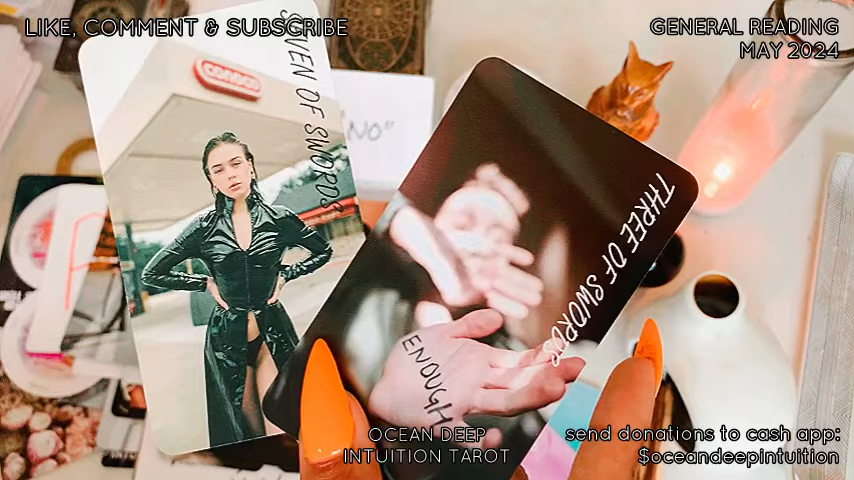 LIKE, COMMENT & SUBSCRIBE
GENERAL READING
MAY 2024
SEVEN OF SWORDS
CONOCO
"NO"
THREE OF SWORDS
ENOUGH
OCEAN DEEP
INTUITION TAROT
send donations to cash app:
$oceandeepintuition